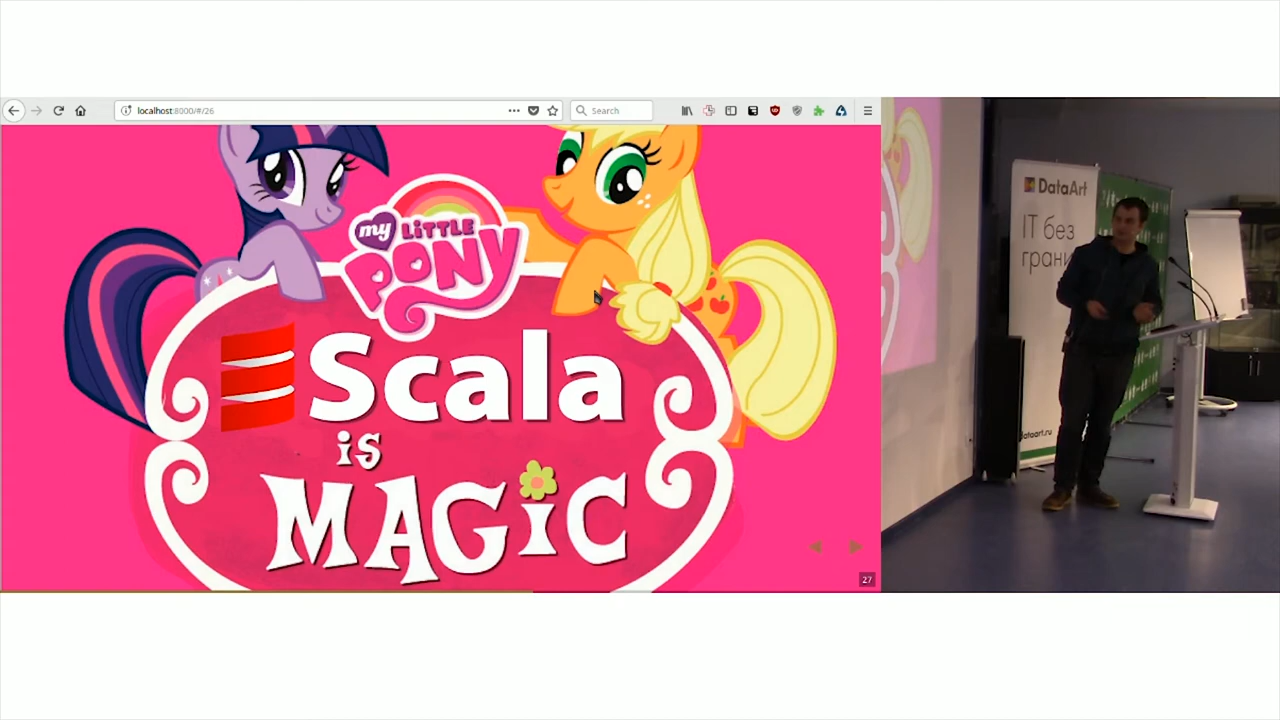 localhost:8000/#/26
Search
my
LITTLE
PONY
Scala
is
MAGIC
27
DataArt
IT без
грани
dataart.ru